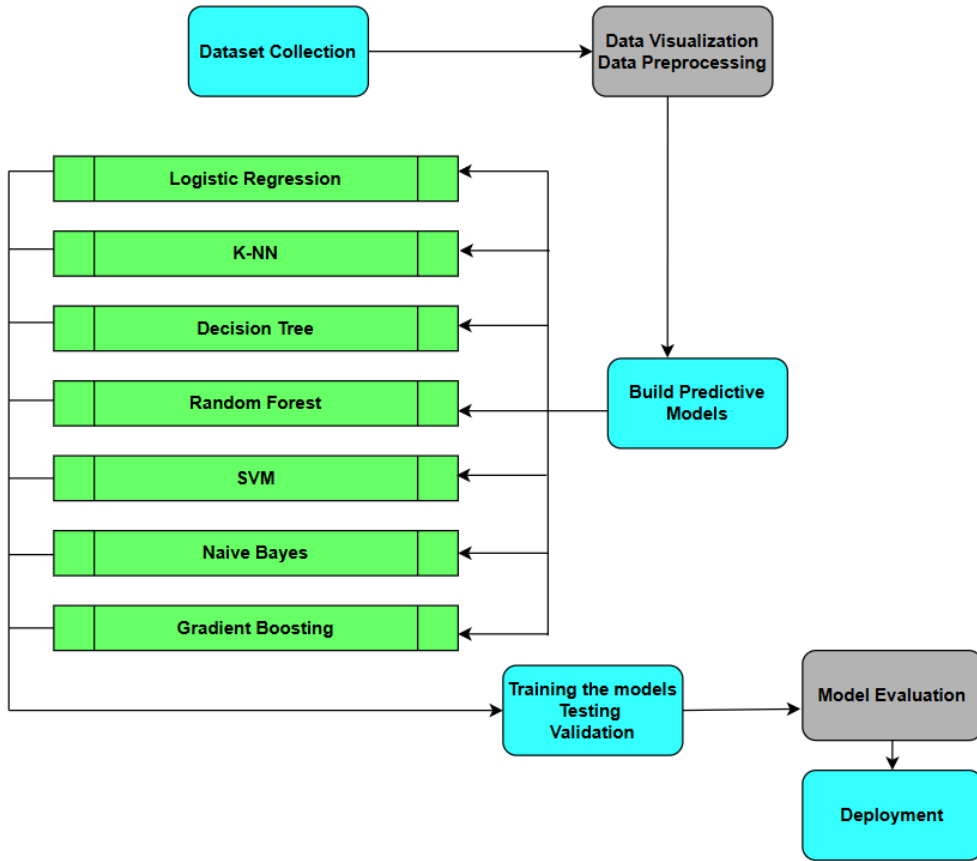 Dataset Collection
Data Visualization
Data Preprocessing
Logistic Regression
K-NN
Decision Tree
Random Forest
SVM
Naive Bayes
Gradient Boosting
Build Predictive
Models
Training the models
Testing
Validation
Model Evaluation
Deployment